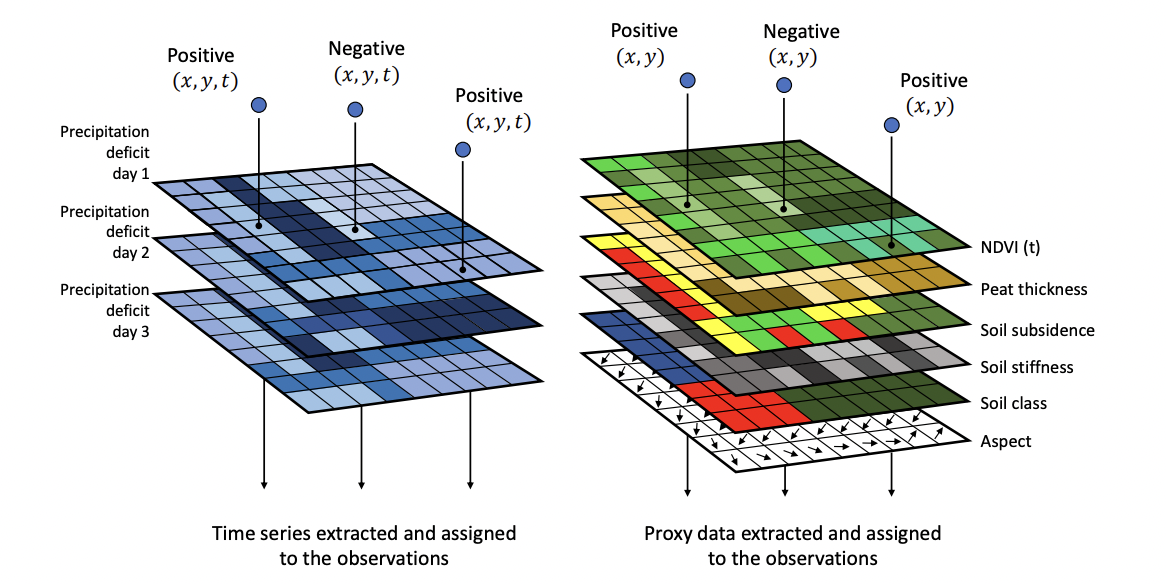 Positive
(x, y, t)
Negative
(x, y, t)
Positive
(x, y, t)
Precipitation
deficit
day 1
Precipitation
deficit
day 2
Precipitation
deficit
day 3
Time series extracted and assigned
to the observations
Positive
(x, y)
Negative
(x, y)
Positive
(x, y)
NDVI (t)
Peat thickness
Soil subsidence
Soil stiffness
Soil class
Aspect
Proxy data extracted and assigned
to the observations